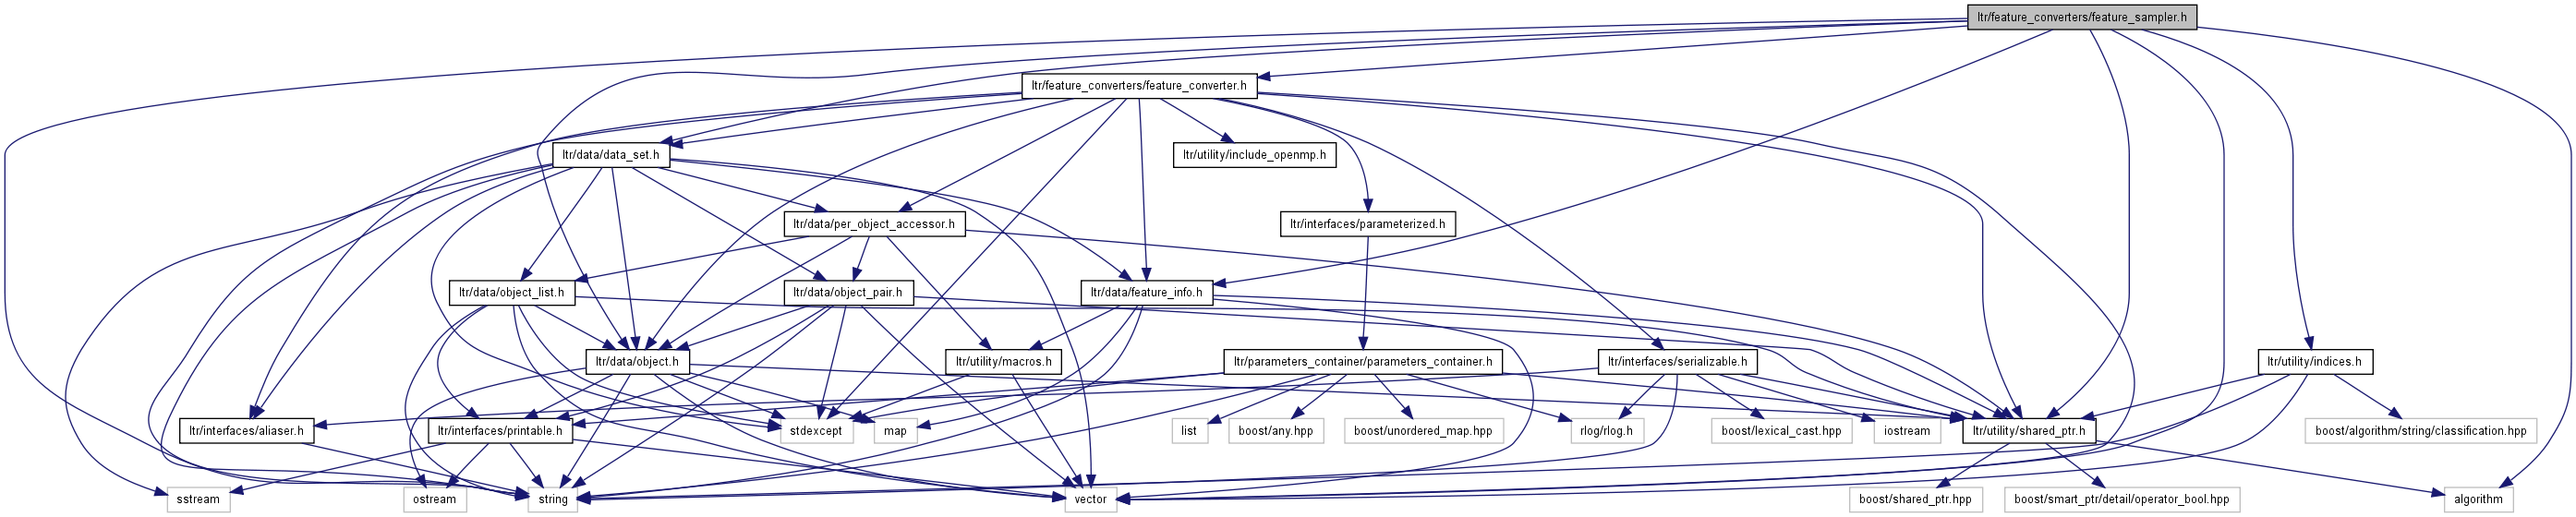 ltr/feature_converters/feature_sampler.h
ltr/feature_converters/feature_converter.h
ltr/data/data_set.h
ltr/utility/include_openmp.h
ltr/data/per_object_accessor.h
ltr/interfaces/parameterized.h
ltr/data/object_list.h
ltr/data/object_pair.h
ltr/data/feature_info.h
ltr/data/object.h
ltr/utility/macros.h
ltr/parameters_container/parameters_container.h
ltr/interfaces/serializable.h
ltr/utility/indices.h
ltr/interfaces/aliaser.h
ltr/interfaces/printable.h
stdexcept
map
list
boost/any.hpp
boost/unordered_map.hpp
rlog/rlog.h
boost/lexical_cast.hpp
iostream
ltr/utility/shared_ptr.h
boost/algorithm/string/classification.hpp
sstream
ostream
string
vector
boost/shared_ptr.hpp
boost/smart_ptr/detail/operator_bool.hpp
algorithm